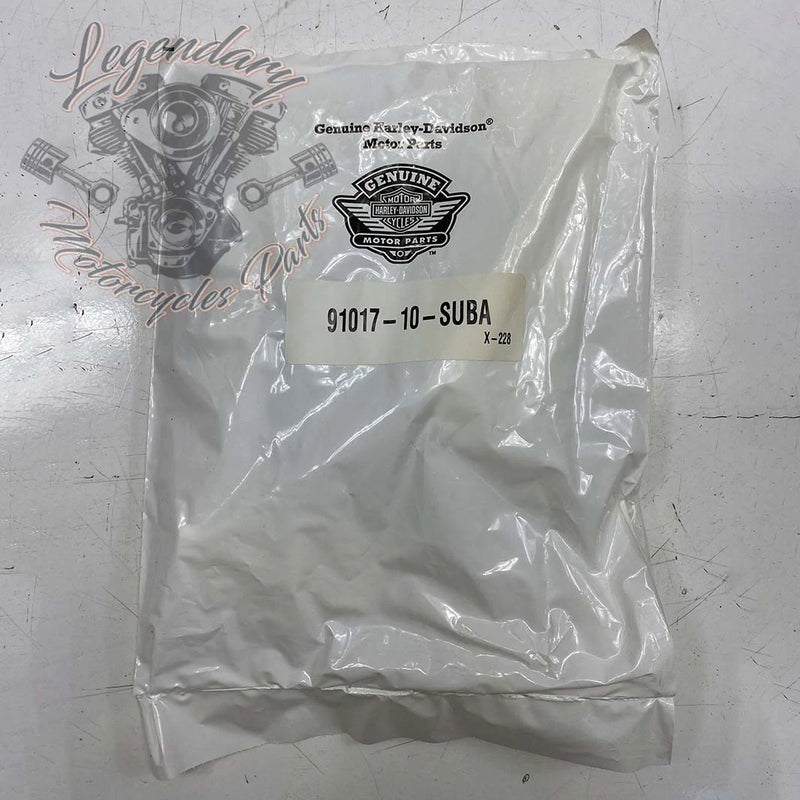 Legendary
Motorcycles Parts
Genuine Harley-Davidson®
Motor Parts
GENUINE
MOTOR
HARLEY-DAVIDSON
CYCLES
MOTOR PARTS
™
91017-10-SUBA
X-228